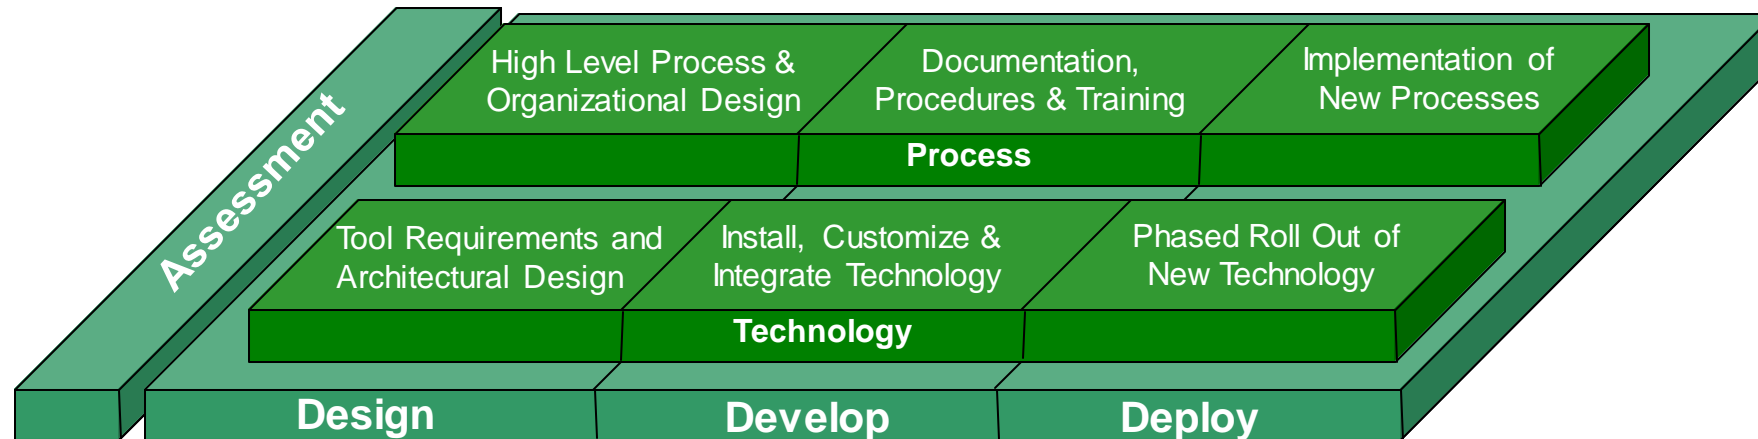 Assessment
High Level Process &
Organizational Design
Documentation,
Procedures & Training
Implementation of
New Processes
Process
Tool Requirements and
Architectural Design
Install, Customize &
Integrate Technology
Phased Roll Out of
New Technology
Technology
Design
Develop
Deploy